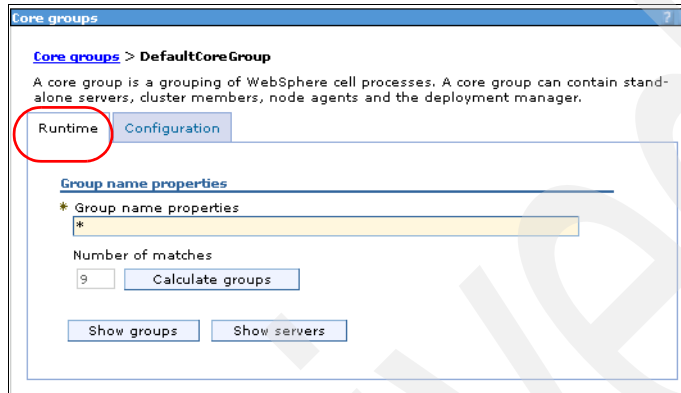 Core groups ?
Core groups > DefaultCoreGroup
A core group is a grouping of WebSphere cell processes. A core group can contain stand-
alone servers, cluster members, node agents and the deployment manager.
Runtime Configuration
Group name properties
* Group name properties
*
Number of matches
9 Calculate groups
Show groups Show servers